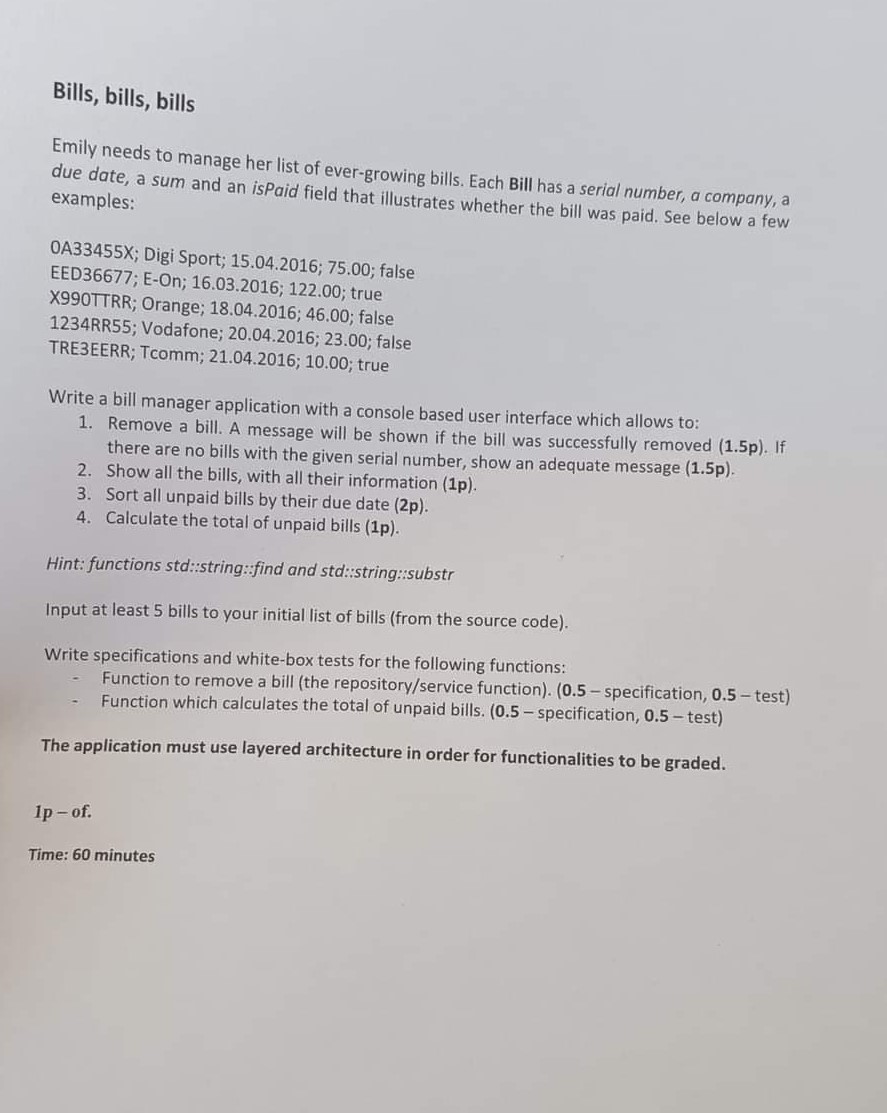 Bills, bills, bills
Emily needs to manage her list of ever-growing bills. Each Bill has a serial number, a company, a
due date, a sum and an isPaid field that illustrates whether the bill was paid. See below a few
examples:
0A33455X; Digi Sport; 15.04.2016; 75.00; false
EED36677; E-On; 16.03.2016; 122.00; true
X990TTRR; Orange; 18.04.2016; 46.00; false
1234RR55; Vodafone; 20.04.2016; 23.00; false
TRE3EERR; Tcomm; 21.04.2016; 10.00; true
Write a bill manager application with a console based user interface which allows to:
1. Remove a bill. A message will be shown if the bill was successfully removed (1.5p). If
there are no bills with the given serial number, show an adequate message (1.5p).
2. Show all the bills, with all their information (1p).
3. Sort all unpaid bills by their due date (2p).
4. Calculate the total of unpaid bills (1p).
Hint: functions std::string::find and std::string::substr
Input at least 5 bills to your initial list of bills (from the source code).
Write specifications and white-box tests for the following functions:
- Function to remove a bill (the repository/service function). (0.5 – specification, 0.5 – test)
- Function which calculates the total of unpaid bills. (0.5 – specification, 0.5 – test)
The application must use layered architecture in order for functionalities to be graded.
1p – of.
Time: 60 minutes